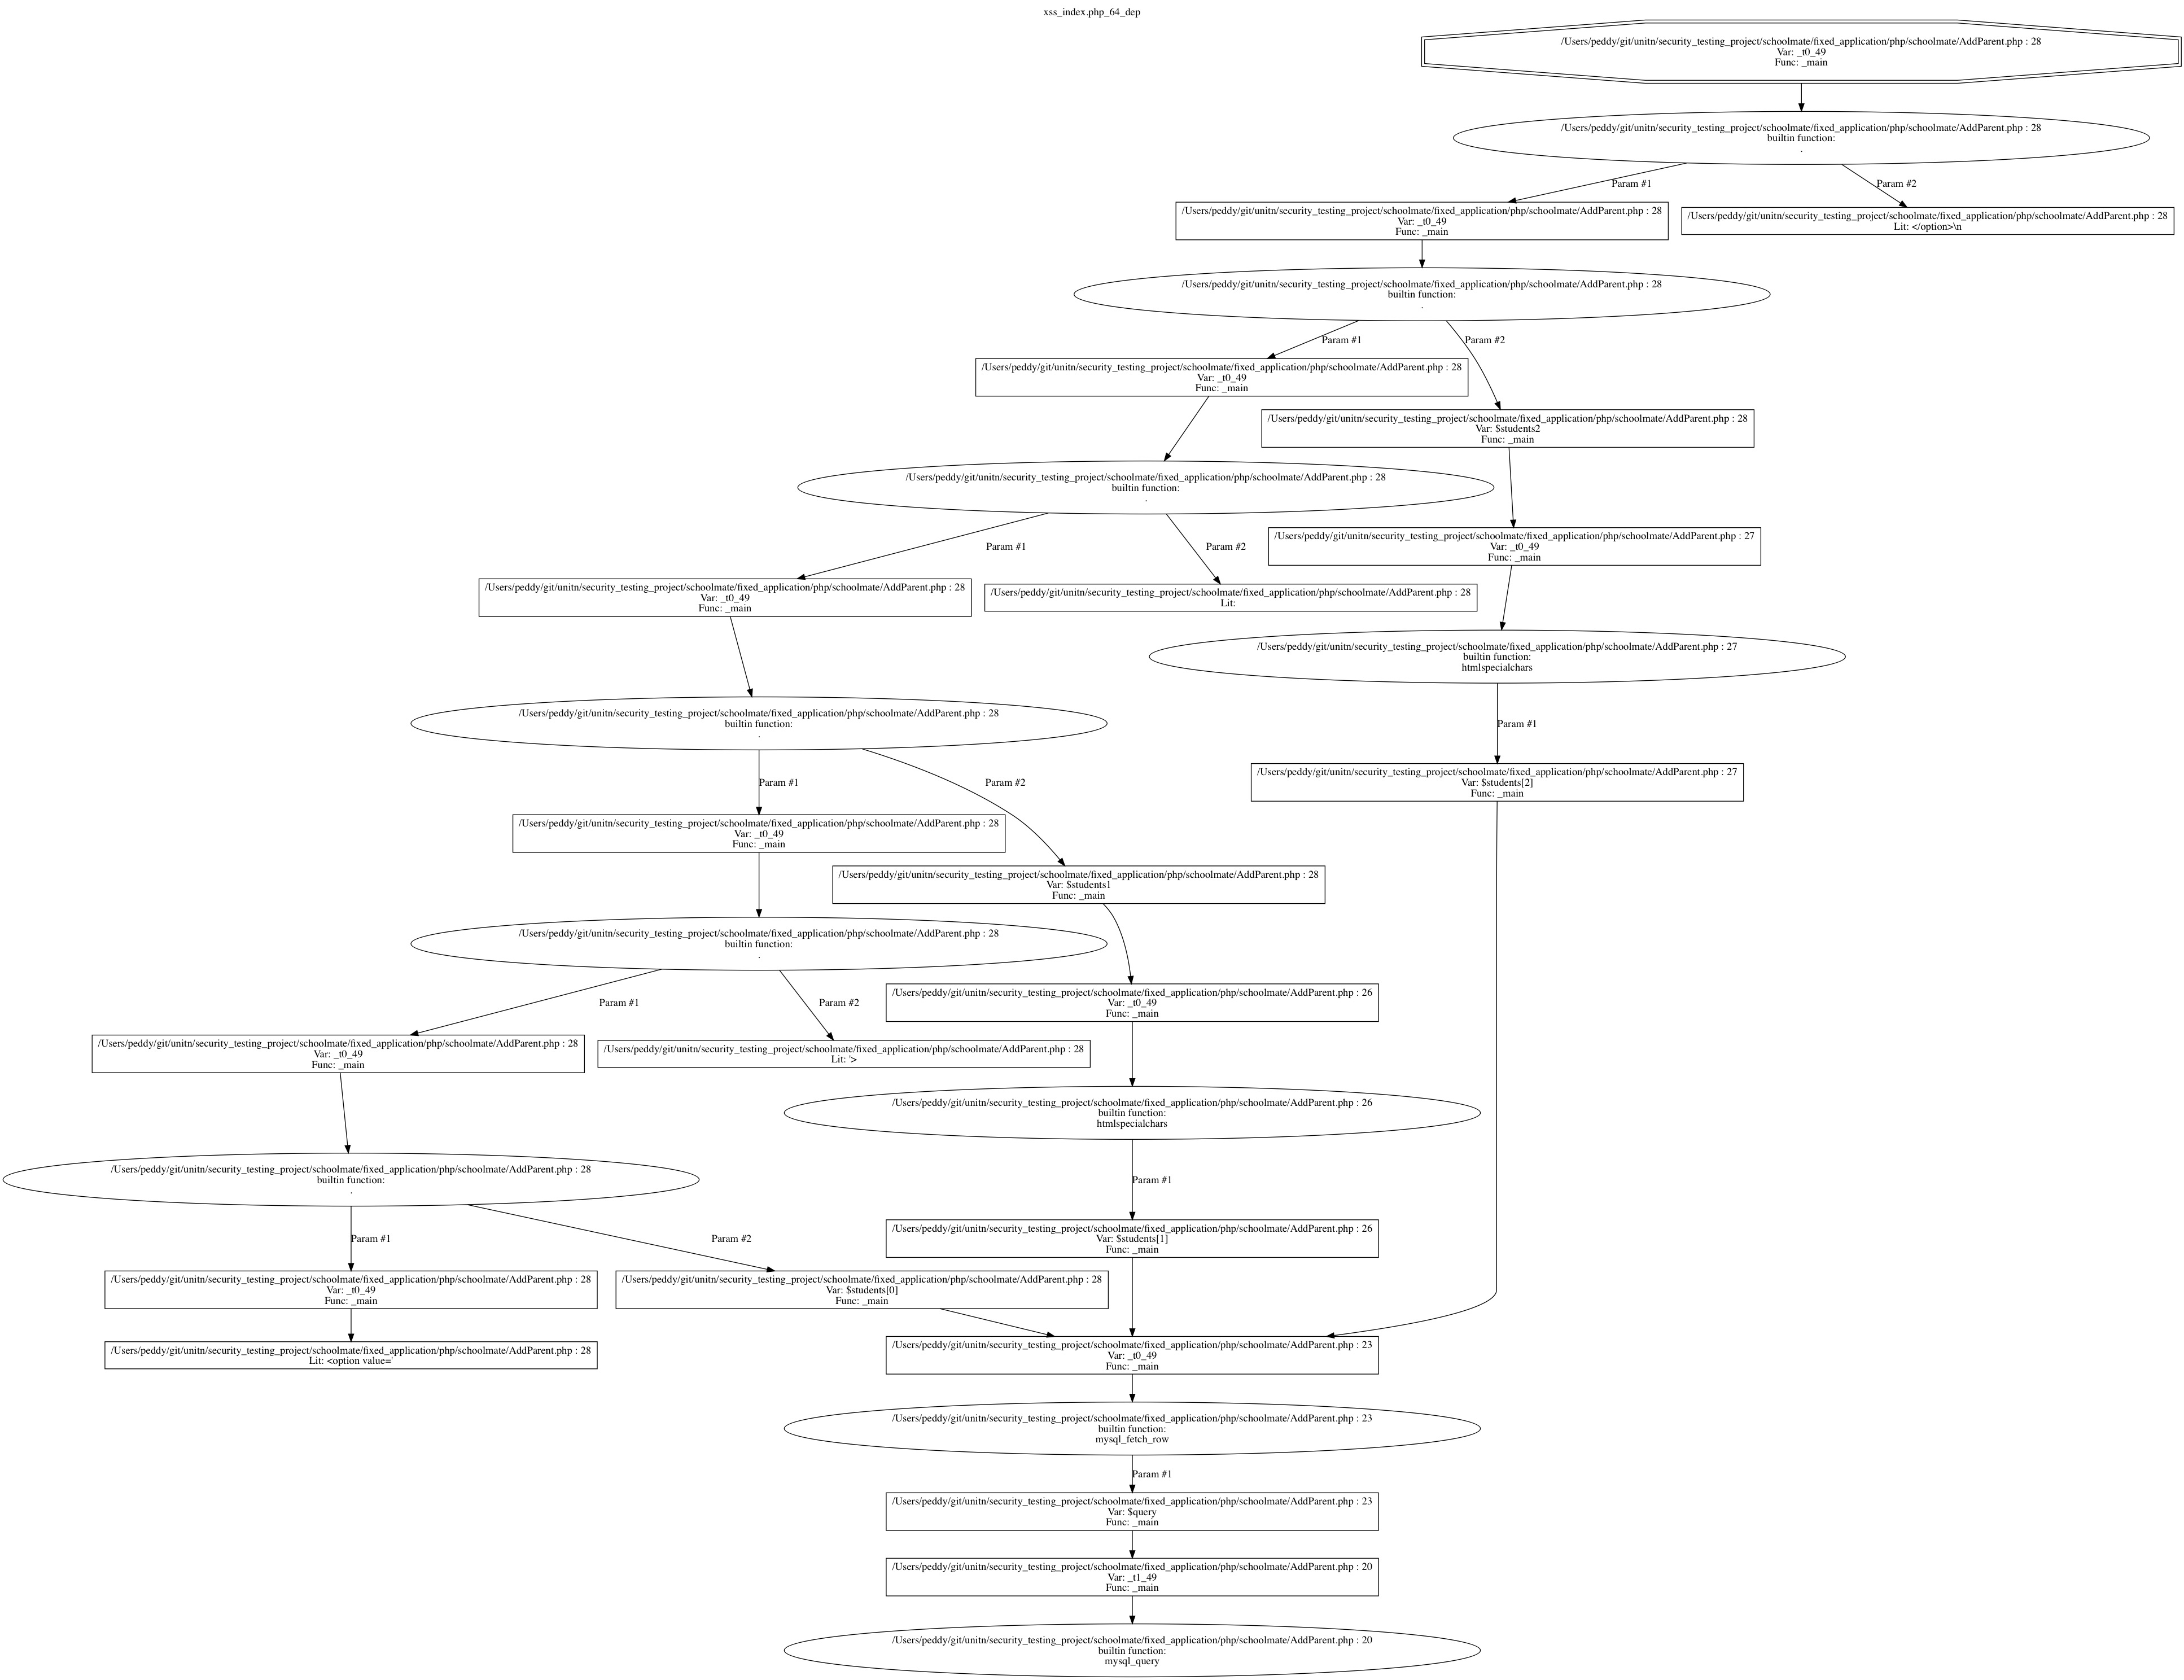 xss_index.php_64_dep
/Users/peddy/git/unitn/security_testing_project/schoolmate/fixed_application/php/schoolmate/AddParent.php : 28
Var: _t0_49
Func: _main
/Users/peddy/git/unitn/security_testing_project/schoolmate/fixed_application/php/schoolmate/AddParent.php : 28
builtin function:
.
Param #1
Param #2
/Users/peddy/git/unitn/security_testing_project/schoolmate/fixed_application/php/schoolmate/AddParent.php : 28
Var: _t0_49
Func: _main
/Users/peddy/git/unitn/security_testing_project/schoolmate/fixed_application/php/schoolmate/AddParent.php : 28
Lit: </option>\n
/Users/peddy/git/unitn/security_testing_project/schoolmate/fixed_application/php/schoolmate/AddParent.php : 28
builtin function:
.
Param #1
Param #2
/Users/peddy/git/unitn/security_testing_project/schoolmate/fixed_application/php/schoolmate/AddParent.php : 28
Var: _t0_49
Func: _main
/Users/peddy/git/unitn/security_testing_project/schoolmate/fixed_application/php/schoolmate/AddParent.php : 28
Var: $students2
Func: _main
/Users/peddy/git/unitn/security_testing_project/schoolmate/fixed_application/php/schoolmate/AddParent.php : 28
builtin function:
.
Param #1
Param #2
/Users/peddy/git/unitn/security_testing_project/schoolmate/fixed_application/php/schoolmate/AddParent.php : 27
Var: _t0_49
Func: _main
/Users/peddy/git/unitn/security_testing_project/schoolmate/fixed_application/php/schoolmate/AddParent.php : 28
Var: _t0_49
Func: _main
/Users/peddy/git/unitn/security_testing_project/schoolmate/fixed_application/php/schoolmate/AddParent.php : 28
Lit:
/Users/peddy/git/unitn/security_testing_project/schoolmate/fixed_application/php/schoolmate/AddParent.php : 27
builtin function:
htmlspecialchars
/Users/peddy/git/unitn/security_testing_project/schoolmate/fixed_application/php/schoolmate/AddParent.php : 28
builtin function:
.
Param #1
Param #1
Param #2
/Users/peddy/git/unitn/security_testing_project/schoolmate/fixed_application/php/schoolmate/AddParent.php : 27
Var: $students[2]
Func: _main
/Users/peddy/git/unitn/security_testing_project/schoolmate/fixed_application/php/schoolmate/AddParent.php : 28
Var: _t0_49
Func: _main
/Users/peddy/git/unitn/security_testing_project/schoolmate/fixed_application/php/schoolmate/AddParent.php : 28
Var: $students1
Func: _main
/Users/peddy/git/unitn/security_testing_project/schoolmate/fixed_application/php/schoolmate/AddParent.php : 28
builtin function:
.
Param #1
Param #2
/Users/peddy/git/unitn/security_testing_project/schoolmate/fixed_application/php/schoolmate/AddParent.php : 26
Var: _t0_49
Func: _main
/Users/peddy/git/unitn/security_testing_project/schoolmate/fixed_application/php/schoolmate/AddParent.php : 28
Var: _t0_49
Func: _main
/Users/peddy/git/unitn/security_testing_project/schoolmate/fixed_application/php/schoolmate/AddParent.php : 28
Lit: '>
/Users/peddy/git/unitn/security_testing_project/schoolmate/fixed_application/php/schoolmate/AddParent.php : 26
builtin function:
htmlspecialchars
/Users/peddy/git/unitn/security_testing_project/schoolmate/fixed_application/php/schoolmate/AddParent.php : 28
builtin function:
.
Param #1
Param #1
Param #2
/Users/peddy/git/unitn/security_testing_project/schoolmate/fixed_application/php/schoolmate/AddParent.php : 26
Var: $students[1]
Func: _main
/Users/peddy/git/unitn/security_testing_project/schoolmate/fixed_application/php/schoolmate/AddParent.php : 28
Var: _t0_49
Func: _main
/Users/peddy/git/unitn/security_testing_project/schoolmate/fixed_application/php/schoolmate/AddParent.php : 28
Var: $students[0]
Func: _main
/Users/peddy/git/unitn/security_testing_project/schoolmate/fixed_application/php/schoolmate/AddParent.php : 28
Lit: <option value='
/Users/peddy/git/unitn/security_testing_project/schoolmate/fixed_application/php/schoolmate/AddParent.php : 23
Var: _t0_49
Func: _main
/Users/peddy/git/unitn/security_testing_project/schoolmate/fixed_application/php/schoolmate/AddParent.php : 23
builtin function:
mysql_fetch_row
Param #1
/Users/peddy/git/unitn/security_testing_project/schoolmate/fixed_application/php/schoolmate/AddParent.php : 23
Var: $query
Func: _main
/Users/peddy/git/unitn/security_testing_project/schoolmate/fixed_application/php/schoolmate/AddParent.php : 20
Var: _t1_49
Func: _main
/Users/peddy/git/unitn/security_testing_project/schoolmate/fixed_application/php/schoolmate/AddParent.php : 20
builtin function:
mysql_query